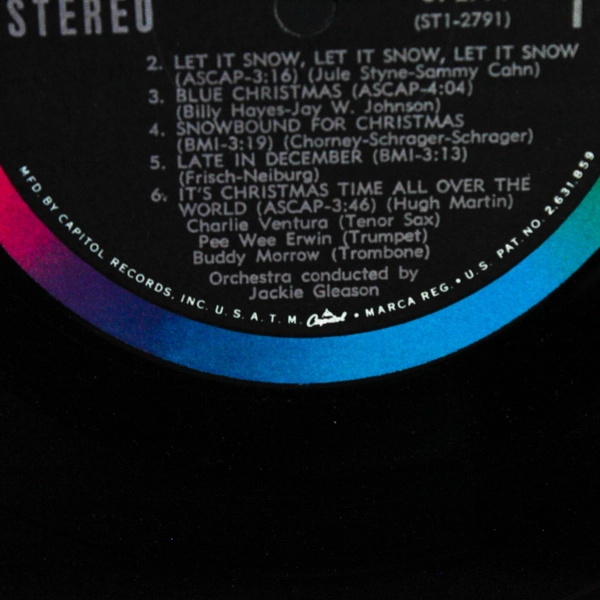 STEREO
(ST1-2791)
1
2. LET IT SNOW, LET IT SNOW, LET IT SNOW
(ASCAP-3:16) (Jule Styne-Sammy Cahn)
3. BLUE CHRISTMAS (ASCAP-4:04)
(Billy Hayes-Jay W. Johnson)
4. SNOWBOUND FOR CHRISTMAS
(BMI-3:19) (Chorney-Schrager-Schrager)
5. LATE IN DECEMBER (BMI-3:13)
(Frisch-Neiburg)
6. IT'S CHRISTMAS TIME ALL OVER THE
WORLD (ASCAP-3:46) (Hugh Martin)
Charlie Ventura (Tenor Sax)
Pee Wee Erwin (Trumpet)
Buddy Morrow (Trombone)
Orchestra conducted by
Jackie Gleason
MFD. BY CAPITOL RECORDS, INC. U. S. A. T. M. Capitol • MARCA REG. • U. S. PAT. NO. 2,631,859